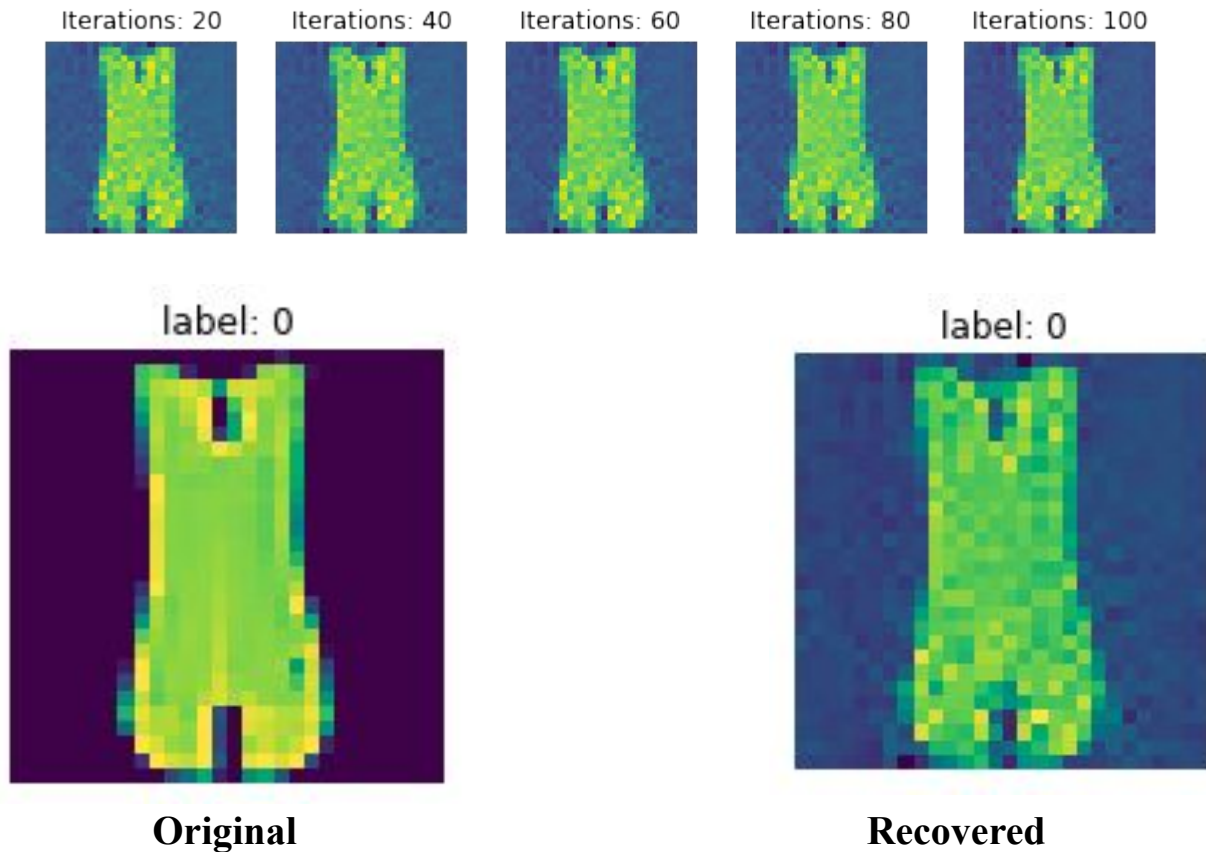 Iterations: 20 Iterations: 40 Iterations: 60 Iterations: 80 Iterations: 100
label: 0 label: 0
Original Recovered